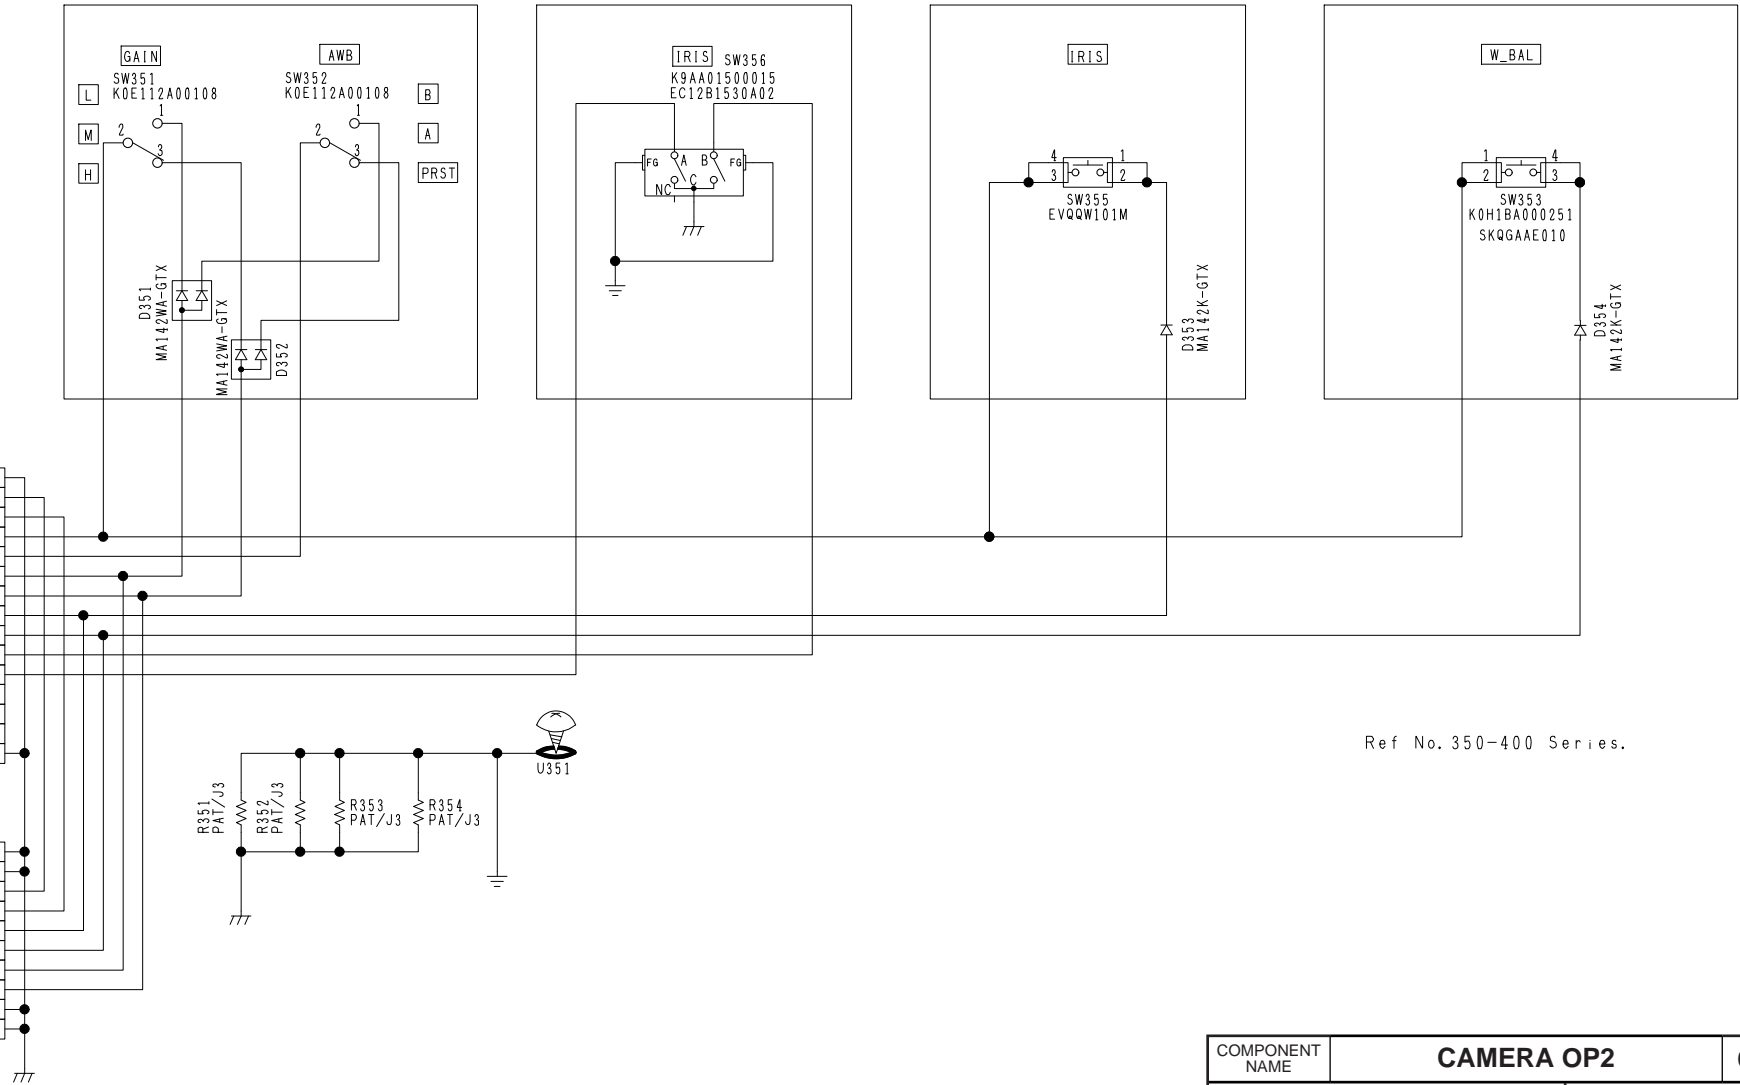 GAIN
SW351
K0E112A00108
L
M
H
1
2
3
AWB
SW352
K0E112A00108
B
A
PRST
1
2
3
D351
MA142WA-GTX
MA142WA-GTX
D352
IRIS SW356
K9AA01500015
EC12B1530A02
FG A B FG
NC C
IRIS
4 1
3 2
SW355
EVQQW101M
D353
MA142K-GTX
W_BAL
1 4
2 3
SW353
K0H1BA000251
SKQGAAE010
D354
MA142K-GTX
U351
R351
PAT/J3
R352
PAT/J3
R353
PAT/J3
R354
PAT/J3
Ref No. 350-400 Series.
COMPONENT
NAME
CAMERA OP2